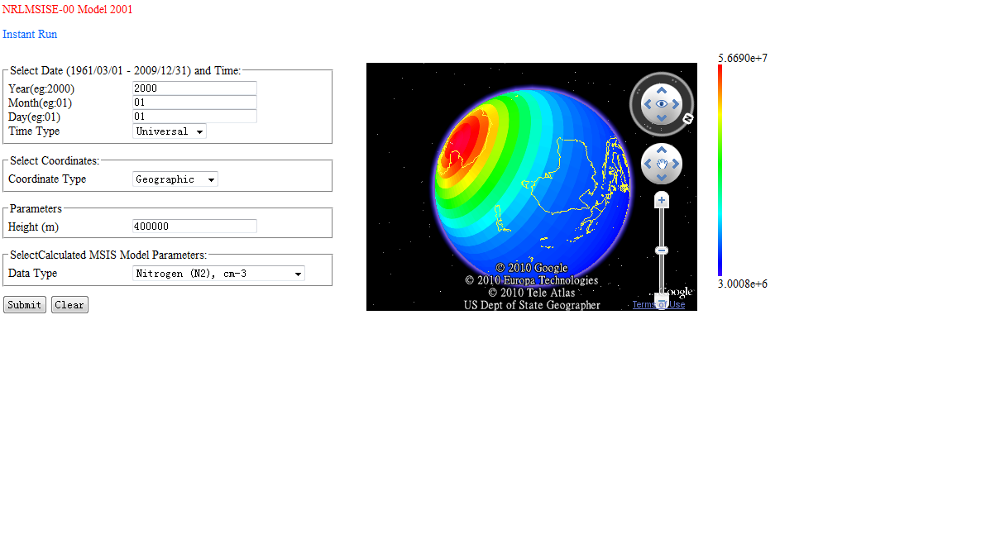 NRLMSISE-00 Model 2001
Instant Run
Select Date (1961/03/01 - 2009/12/31) and Time:
Year(eg:2000) 2000
Month(eg:01) 01
Day(eg:01) 01
Time Type Universal
Select Coordinates:
Coordinate Type Geographic
Parameters
Height (m) 400000
SelectCalculated MSIS Model Parameters:
Data Type Nitrogen (N2), cm-3
Submit Clear
N
© 2010 Google
© 2010 Europa Technologies
© 2010 Tele Atlas
US Dept of State Geographer
Terms of Use
5.6690e+7
3.0008e+6